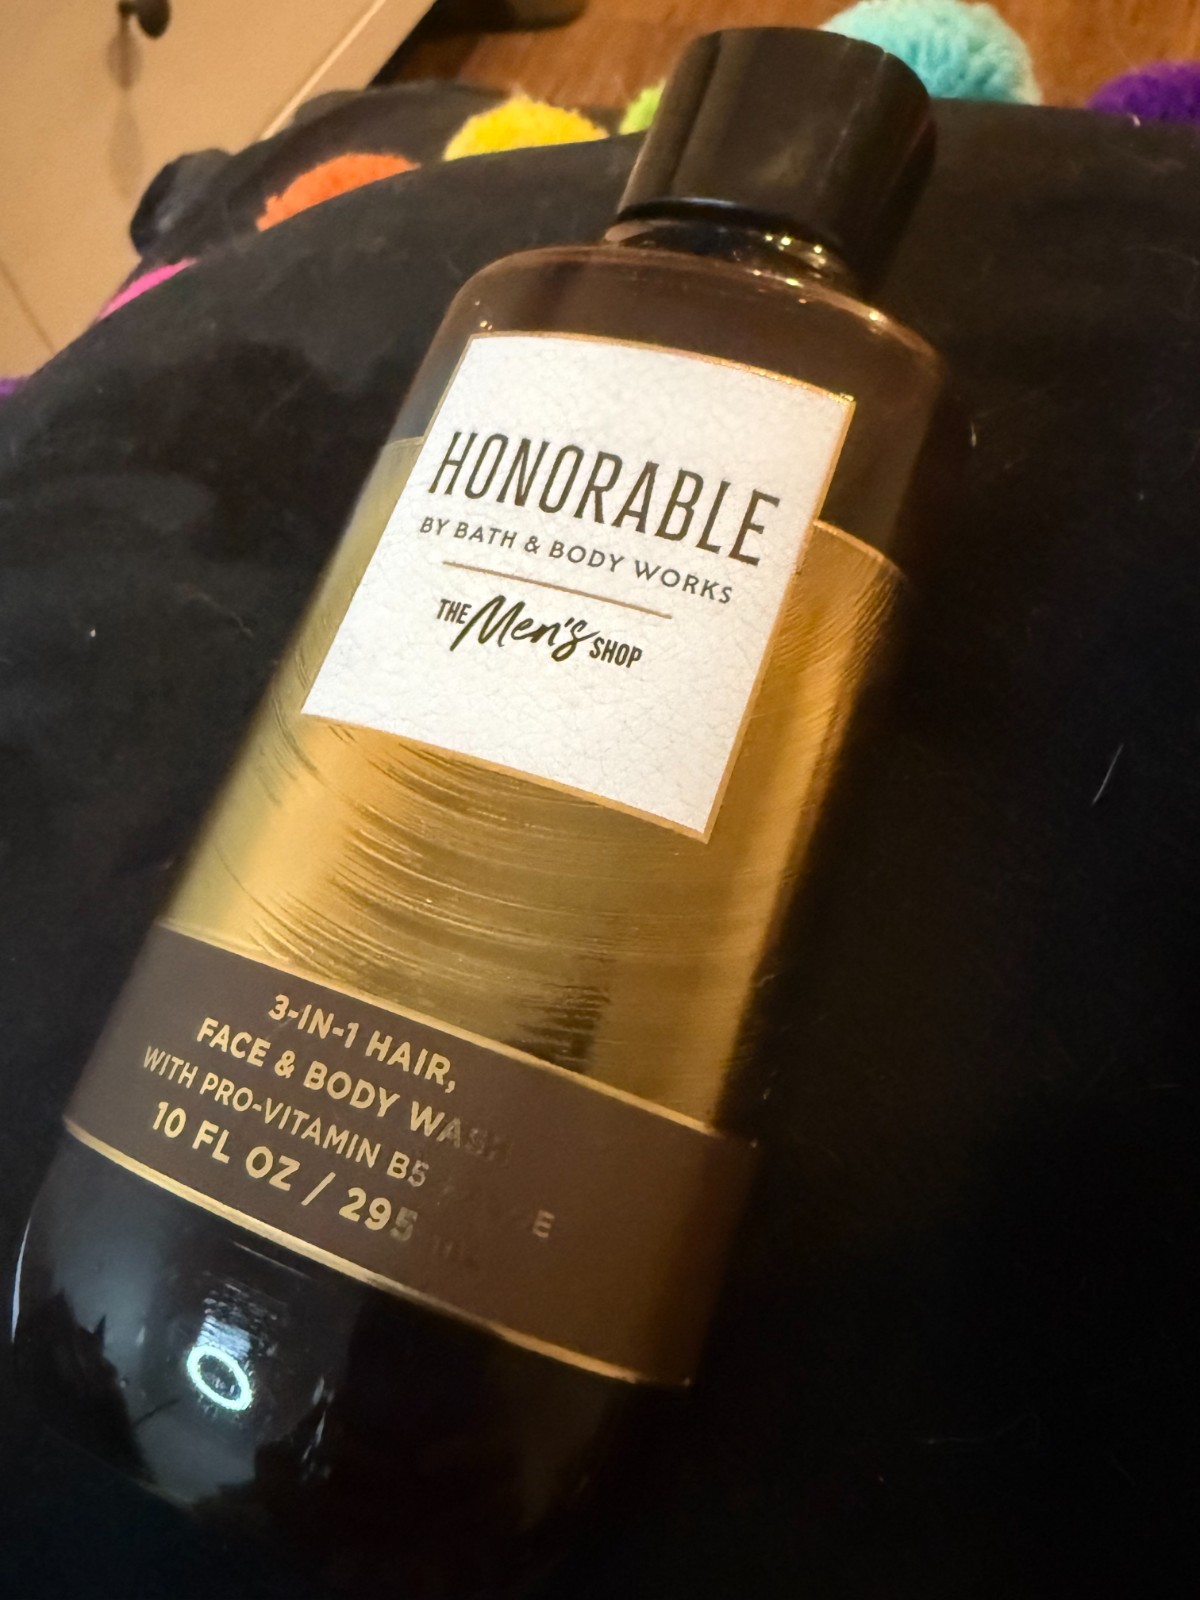 HONORABLE
BY BATH & BODY WORKS
THE Men's SHOP
3-IN-1 HAIR,
FACE & BODY WASH
WITH PRO-VITAMIN B5
10 FL OZ / 295